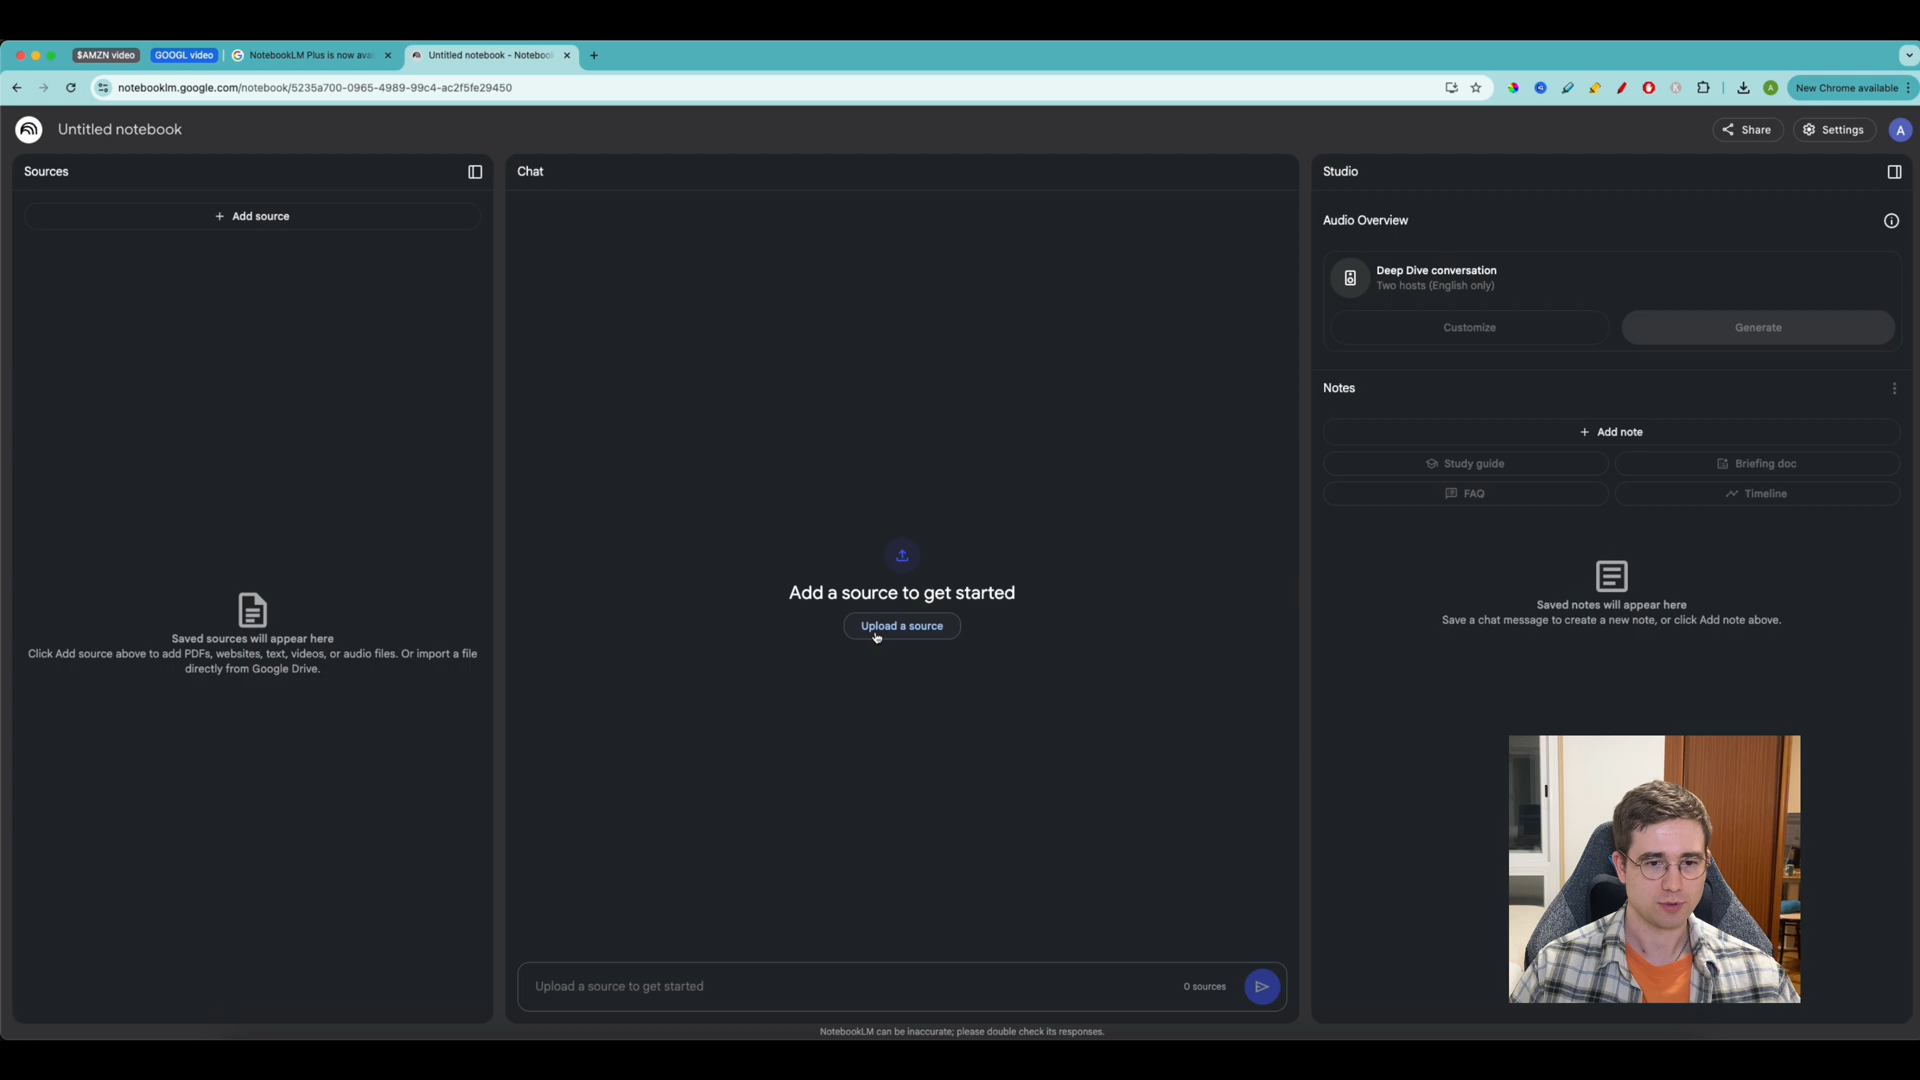 $AMZN video
GOOGL video
NotebookLM Plus is now avai
Untitled notebook - Notebook
notebooklm.google.com/notebook/5235a700-0965-4989-99c4-ac2f5fe29450
A
New Chrome available
Untitled notebook
Share
Settings
A
Sources
Add source
Saved sources will appear here
Click Add source above to add PDFs, websites, text, videos, or audio files. Or import a file
directly from Google Drive.
Chat
Add a source to get started
Upload a source
Upload a source to get started
0 sources
NotebookLM can be inaccurate; please double check its responses.
Studio
Audio Overview
Deep Dive conversation
Two hosts (English only)
Customize
Generate
Notes
Add note
Study guide
Briefing doc
FAQ
Timeline
Saved notes will appear here
Save a chat message to create a new note, or click Add note above.